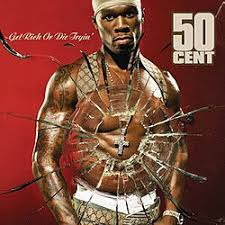 Get Rich Or Die Tryin'
50
CENT